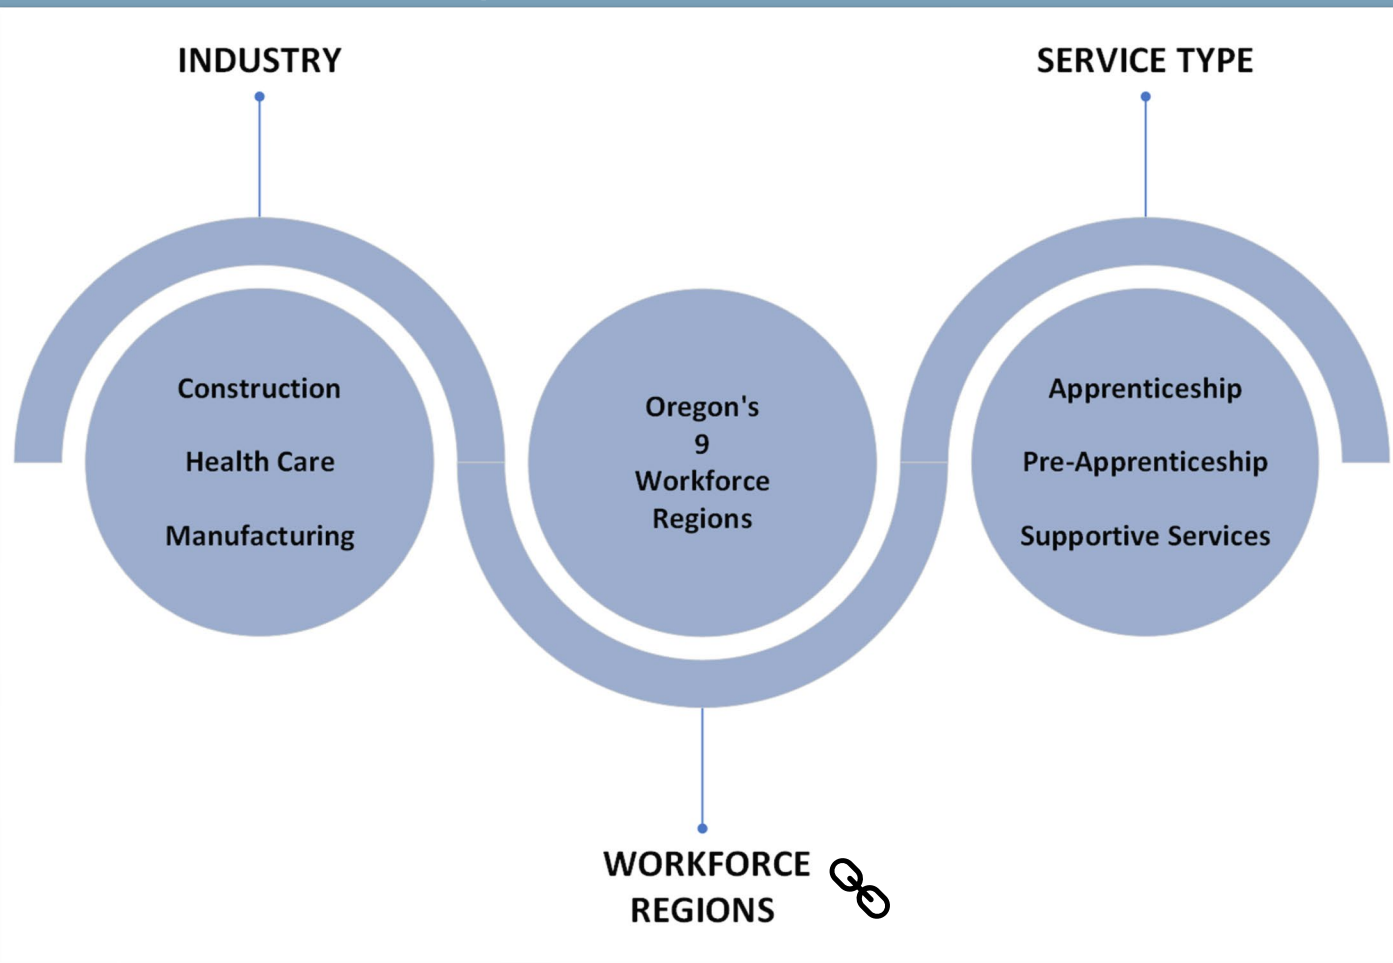 INDUSTRY
Construction
Health Care
Manufacturing
Oregon's
9
Workforce
Regions
WORKFORCE
REGIONS
SERVICE TYPE
Apprenticeship
Pre-Apprenticeship
Supportive Services